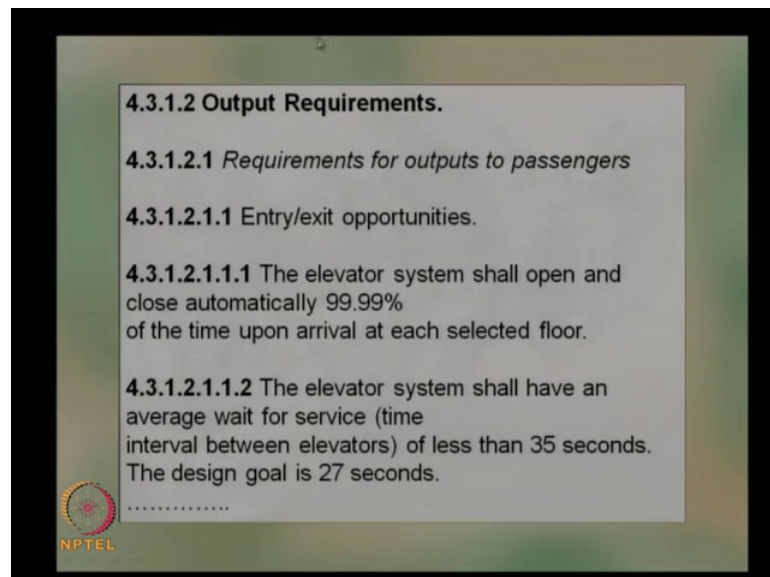 4.3.1.2 Output Requirements.
4.3.1.2.1 Requirements for outputs to passengers
4.3.1.2.1.1 Entry/exit opportunities.
4.3.1.2.1.1.1 The elevator system shall open and
close automatically 99.99%
of the time upon arrival at each selected floor.
4.3.1.2.1.1.2 The elevator system shall have an
average wait for service (time
interval between elevators) of less than 35 seconds.
The design goal is 27 seconds.
..............
NPTEL